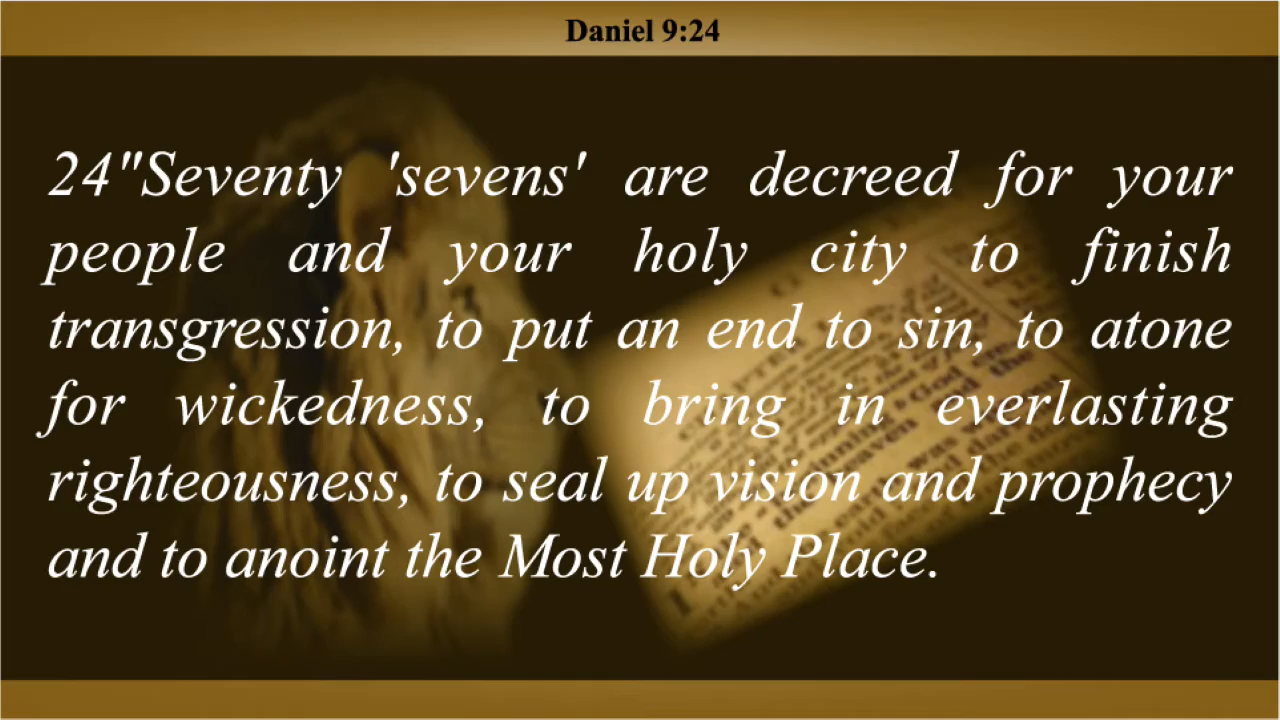 Daniel 9:24
24"Seventy 'sevens' are decreed for your
people and your holy city to finish
transgression, to put an end to sin, to atone
for wickedness, to bring in everlasting
righteousness, to seal up vision and prophecy
and to anoint the Most Holy Place.